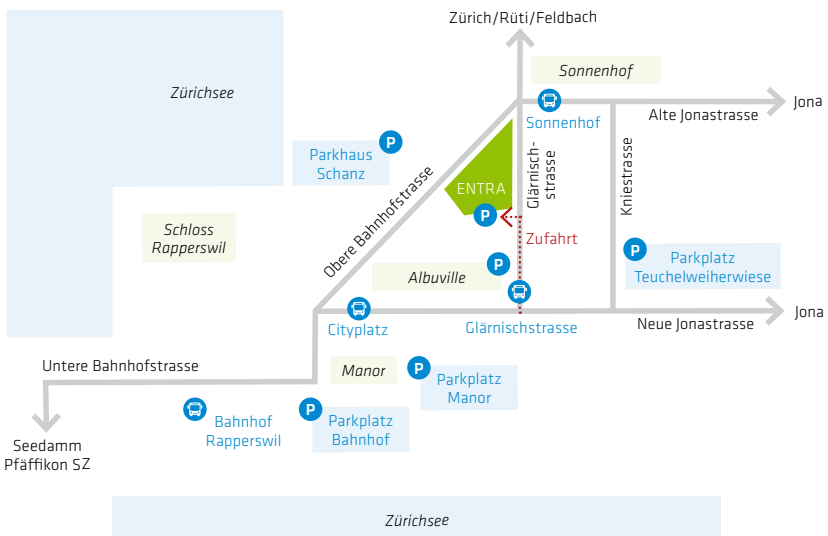 Zürich/Rüti/Feldbach
Sonnenhof
Zürichsee
Jona
Alte Jonastrasse
Sonnenhof
P
Parkhaus
Schanz
Glärnisch-
strasse
Kniestrasse
ENTRA
P
Obere Bahnhofstrasse
Schloss
Rapperswil
Zufahrt
P
Parkplatz
Teuchelweiherwiese
P
Albuville
Jona
Cityplatz
Glärnischstrasse
Neue Jonastrasse
Untere Bahnhofstrasse
Manor
P
Parkplatz
Manor
Bahnhof
Rapperswil
P
Parkplatz
Bahnhof
Seedamm
Pfäffikon SZ
Zürichsee